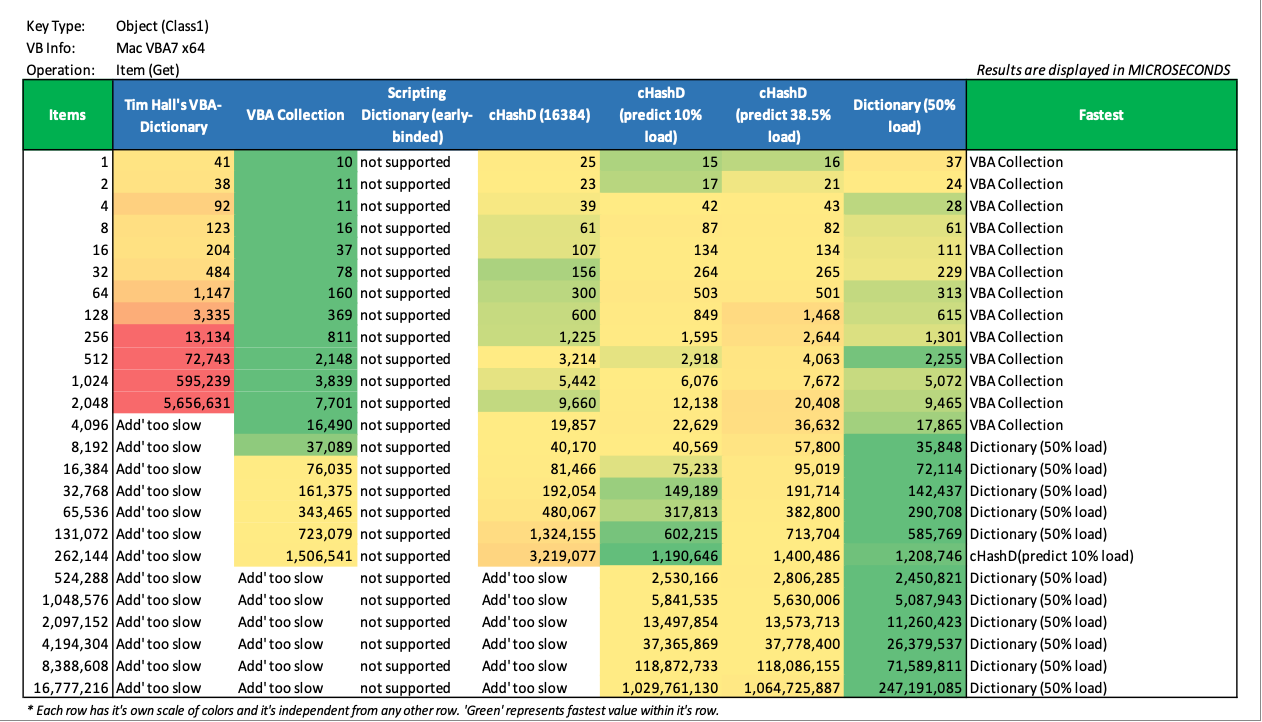 Key Type: Object (Class1)
VB Info: Mac VBA7 x64
Operation: Item (Get) Results are displayed in MICROSECONDS
Items Tim Hall's VBA-Dictionary VBA Collection Scripting Dictionary (early-binded) cHashD (16384) cHashD (predict 10% load) cHashD (predict 38.5% load) Dictionary (50% load) Fastest
1 41 10 not supported 25 15 16 37 VBA Collection
2 38 11 not supported 23 17 21 24 VBA Collection
4 92 11 not supported 39 42 43 28 VBA Collection
8 123 16 not supported 61 87 82 61 VBA Collection
16 204 37 not supported 107 134 134 111 VBA Collection
32 484 78 not supported 156 264 265 229 VBA Collection
64 1,147 160 not supported 300 503 501 313 VBA Collection
128 3,335 369 not supported 600 849 1,468 615 VBA Collection
256 13,134 811 not supported 1,225 1,595 2,644 1,301 VBA Collection
512 72,743 2,148 not supported 3,214 2,918 4,063 2,255 VBA Collection
1,024 595,239 3,839 not supported 5,442 6,076 7,672 5,072 VBA Collection
2,048 5,656,631 7,701 not supported 9,660 12,138 20,408 9,465 VBA Collection
4,096 Add' too slow 16,490 not supported 19,857 22,629 36,632 17,865 VBA Collection
8,192 Add' too slow 37,089 not supported 40,170 40,569 57,800 35,848 Dictionary (50% load)
16,384 Add' too slow 76,035 not supported 81,466 75,233 95,019 72,114 Dictionary (50% load)
32,768 Add' too slow 161,375 not supported 192,054 149,189 191,714 142,437 Dictionary (50% load)
65,536 Add' too slow 343,465 not supported 480,067 317,813 382,800 290,708 Dictionary (50% load)
131,072 Add' too slow 723,079 not supported 1,324,155 602,215 713,704 585,769 Dictionary (50% load)
262,144 Add' too slow 1,506,541 not supported 3,219,077 1,190,646 1,400,486 1,208,746 cHashD(predict 10% load)
524,288 Add' too slow Add' too slow not supported Add' too slow 2,530,166 2,806,285 2,450,821 Dictionary (50% load)
1,048,576 Add' too slow Add' too slow not supported Add' too slow 5,841,535 5,630,006 5,087,943 Dictionary (50% load)
2,097,152 Add' too slow Add' too slow not supported Add' too slow 13,497,854 13,573,713 11,260,423 Dictionary (50% load)
4,194,304 Add' too slow Add' too slow not supported Add' too slow 37,365,869 37,778,400 26,379,537 Dictionary (50% load)
8,388,608 Add' too slow Add' too slow not supported Add' too slow 118,872,733 118,086,155 71,589,811 Dictionary (50% load)
16,777,216 Add' too slow Add' too slow not supported Add' too slow 1,029,761,130 1,064,725,887 247,191,085 Dictionary (50% load)
* Each row has it's own scale of colors and it's independent from any other row. 'Green' represents fastest value within it's row.